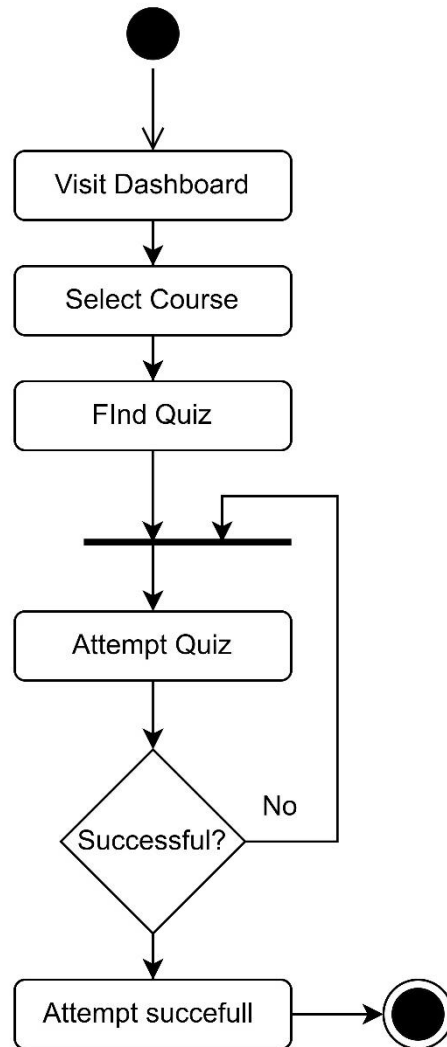 Visit Dashboard
Select Course
FInd Quiz
Attempt Quiz
No
Successful?
Attempt succefull